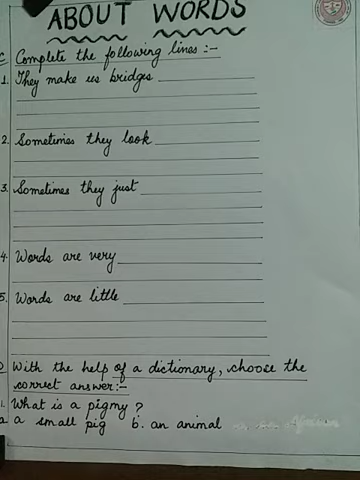 ABOUT WORDS
C Complete the following lines :-
1. They make us bridges
2. Sometimes they look
3. Sometimes they just
4. Words are very
5. Words are little
With the help of a dictionary, choose the
correct answer:-
1. What is a pigmy ?
a a small pig b. an animal